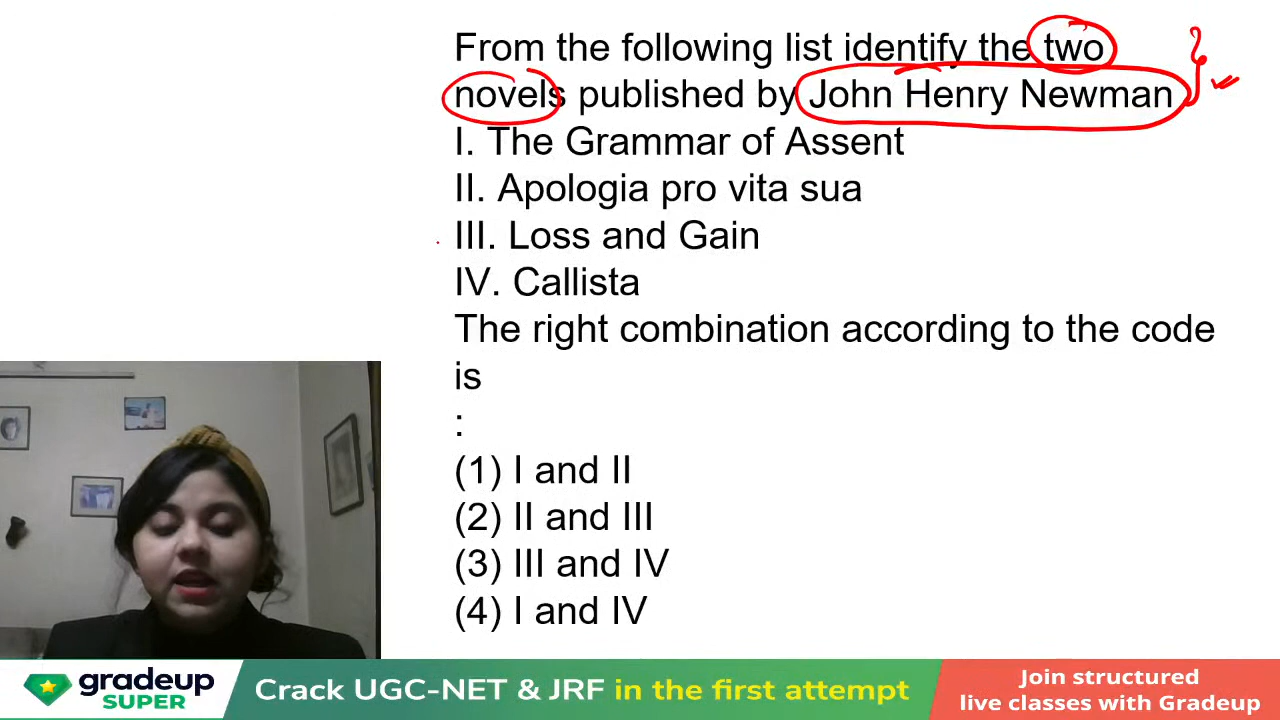 From the following list identify the two
novels published by John Henry Newman
I. The Grammar of Assent
II. Apologia pro vita sua
III. Loss and Gain
IV. Callista
The right combination according to the code
is
:
(1) I and II
(2) II and III
(3) III and IV
(4) I and IV
gradeup
SUPER
Crack UGC-NET & JRF in the first attempt
Join structured
live classes with Gradeup